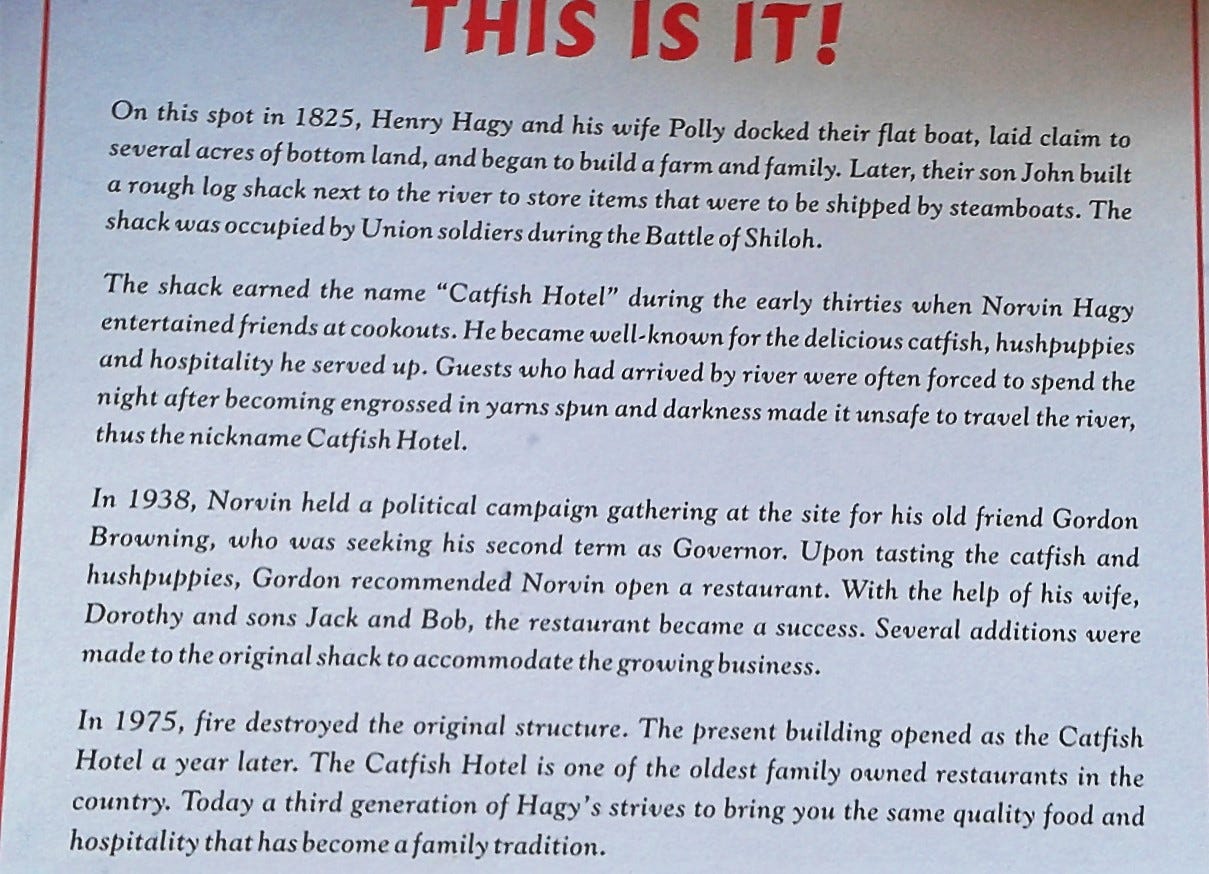 THIS IS IT!
On this spot in 1825, Henry Hagy and his wife Polly docked their flat boat, laid claim to
several acres of bottom land, and began to build a farm and family. Later, their son John built
a rough log shack next to the river to store items that were to be shipped by steamboats. The
shack was occupied by Union soldiers during the Battle of Shiloh.
The shack earned the name “Catfish Hotel” during the early thirties when Norvin Hagy
entertained friends at cookouts. He became well-known for the delicious catfish, hushpuppies
and hospitality he served up. Guests who had arrived by river were often forced to spend the
night after becoming engrossed in yarns spun and darkness made it unsafe to travel the river,
thus the nickname Catfish Hotel.
In 1938, Norvin held a political campaign gathering at the site for his old friend Gordon
Browning, who was seeking his second term as Governor. Upon tasting the catfish and
hushpuppies, Gordon recommended Norvin open a restaurant. With the help of his wife,
Dorothy and sons Jack and Bob, the restaurant became a success. Several additions were
made to the original shack to accommodate the growing business.
In 1975, fire destroyed the original structure. The present building opened as the Catfish
Hotel a year later. The Catfish Hotel is one of the oldest family owned restaurants in the
country. Today a third generation of Hagy’s strives to bring you the same quality food and
hospitality that has become a family tradition.